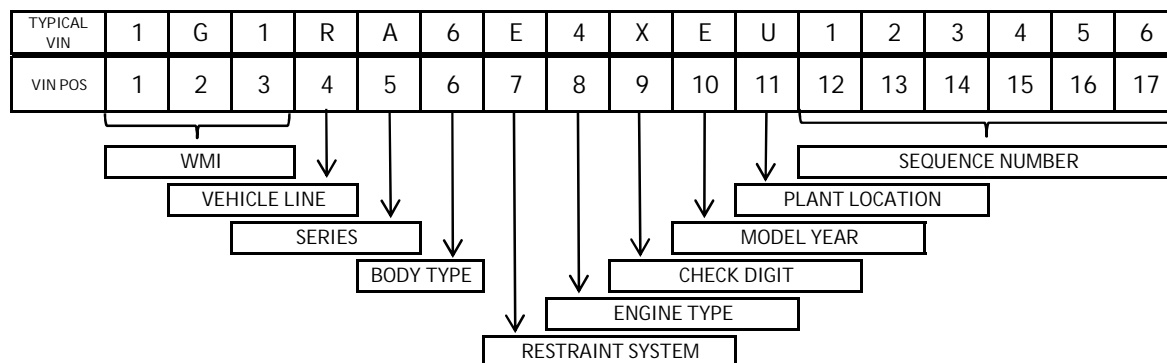 TYPICAL VIN 1 G 1 R A 6 E 4 X E U 1 2 3 4 5 6
VIN POS 1 2 3 4 5 6 7 8 9 10 11 12 13 14 15 16 17
WMI SEQUENCE NUMBER
VEHICLE LINE PLANT LOCATION
SERIES MODEL YEAR
BODY TYPE CHECK DIGIT
ENGINE TYPE
RESTRAINT SYSTEM